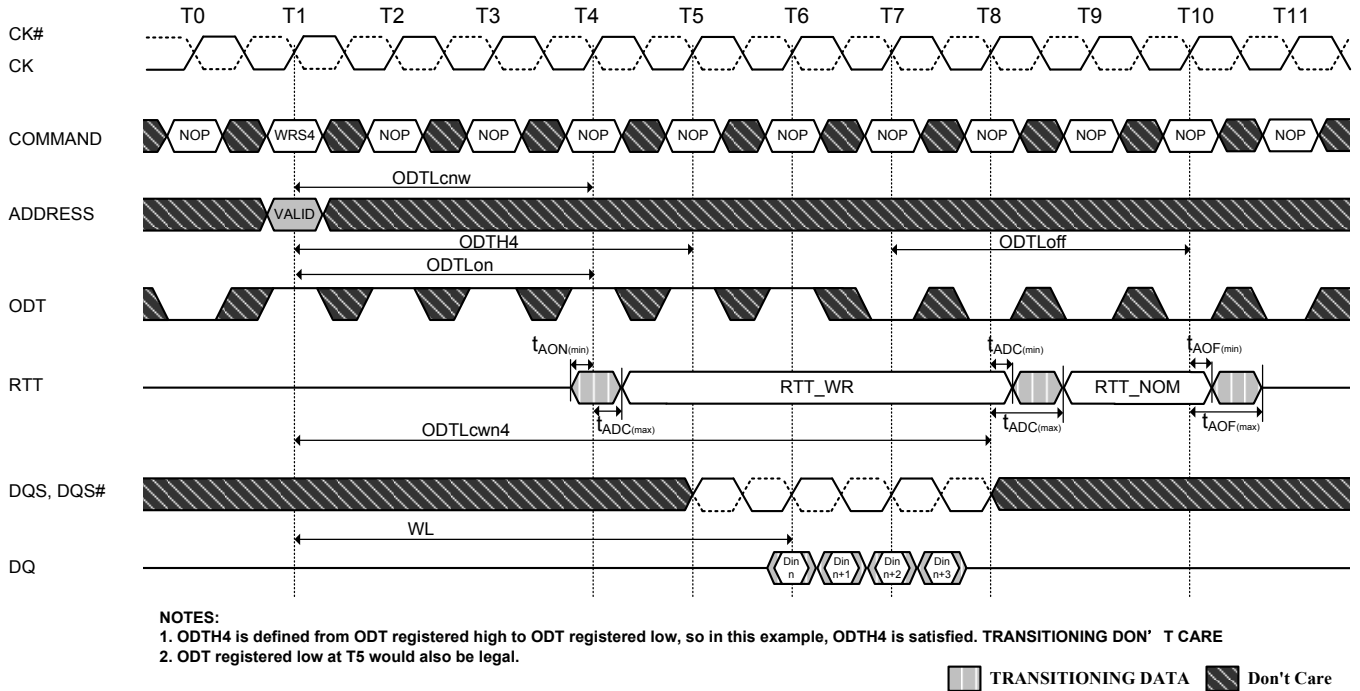 T0 T1 T2 T3 T4 T5 T6 T7 T8 T9 T10 T11
CK#
CK
COMMAND
NOP WRS4 NOP NOP NOP NOP NOP NOP NOP NOP NOP NOP
ODTLcnw
ADDRESS
VALID
ODTH4 ODTLoff
ODTLon
ODT
tAON(min) tADC(min) tAOF(min)
RTT
RTT_WR RTT_NOM
tADC(max) tADC(max) tAOF(max)
ODTLcwn4
DQS, DQS#
WL
DQ
Din n Din n+1 Din n+2 Din n+3
NOTES:
1. ODTH4 is defined from ODT registered high to ODT registered low, so in this example, ODTH4 is satisfied. TRANSITIONING DON' T CARE
2. ODT registered low at T5 would also be legal.
TRANSITIONING DATA Don't Care